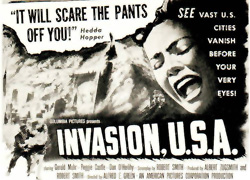 "IT WILL SCARE THE PANTS
OFF YOU!"
Hedda
Hopper
SEE VAST U.S.
CITIES
VANISH
BEFORE
YOUR
VERY
EYES!
COLUMBIA PICTURES presents
INVASION, U.S.A.
starring Gerald Mohr · Peggie Castle · Dan O'Herlihy · Screenplay by ROBERT SMITH · Produced by ALBERT ZUGSMITH and
ROBERT SMITH · Directed by ALFRED E. GREEN · AN AMERICAN PICTURES CORPORATION PRODUCTION